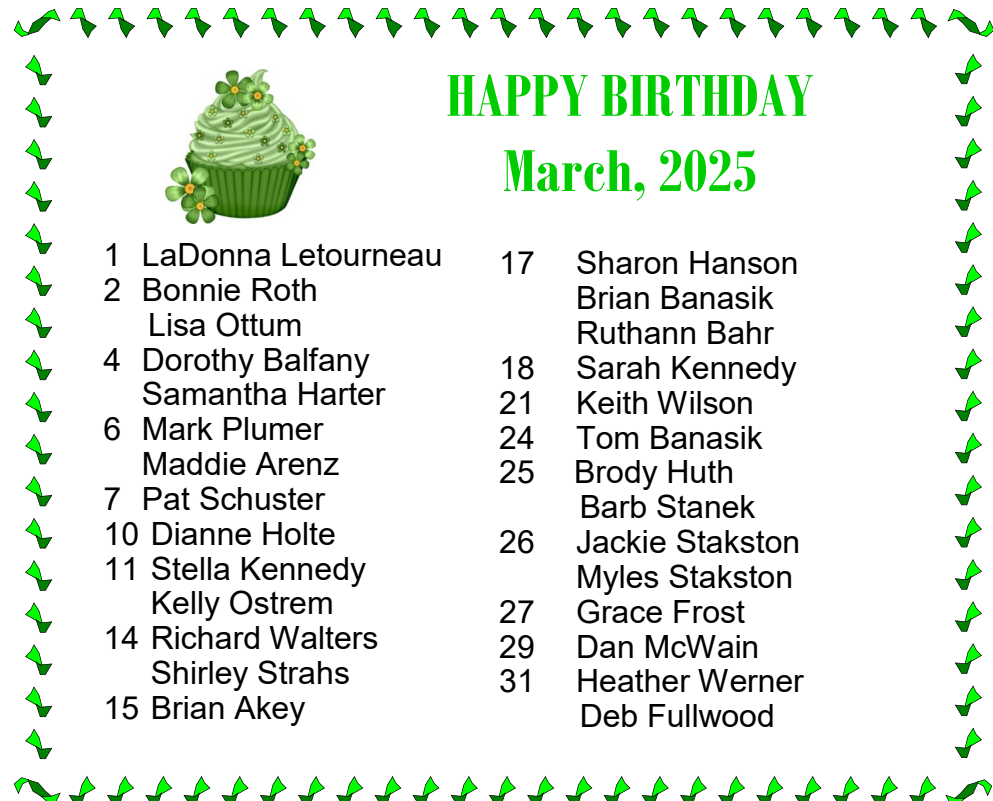 HAPPY BIRTHDAY
March, 2025
1 LaDonna Letourneau
2 Bonnie Roth
Lisa Ottum
4 Dorothy Balfany
Samantha Harter
6 Mark Plumer
Maddie Arenz
7 Pat Schuster
10 Dianne Holte
11 Stella Kennedy
Kelly Ostrem
14 Richard Walters
Shirley Strahs
15 Brian Akey
17 Sharon Hanson
Brian Banasik
Ruthann Bahr
18 Sarah Kennedy
21 Keith Wilson
24 Tom Banasik
25 Brody Huth
Barb Stanek
26 Jackie Stakston
Myles Stakston
27 Grace Frost
29 Dan McWain
31 Heather Werner
Deb Fullwood